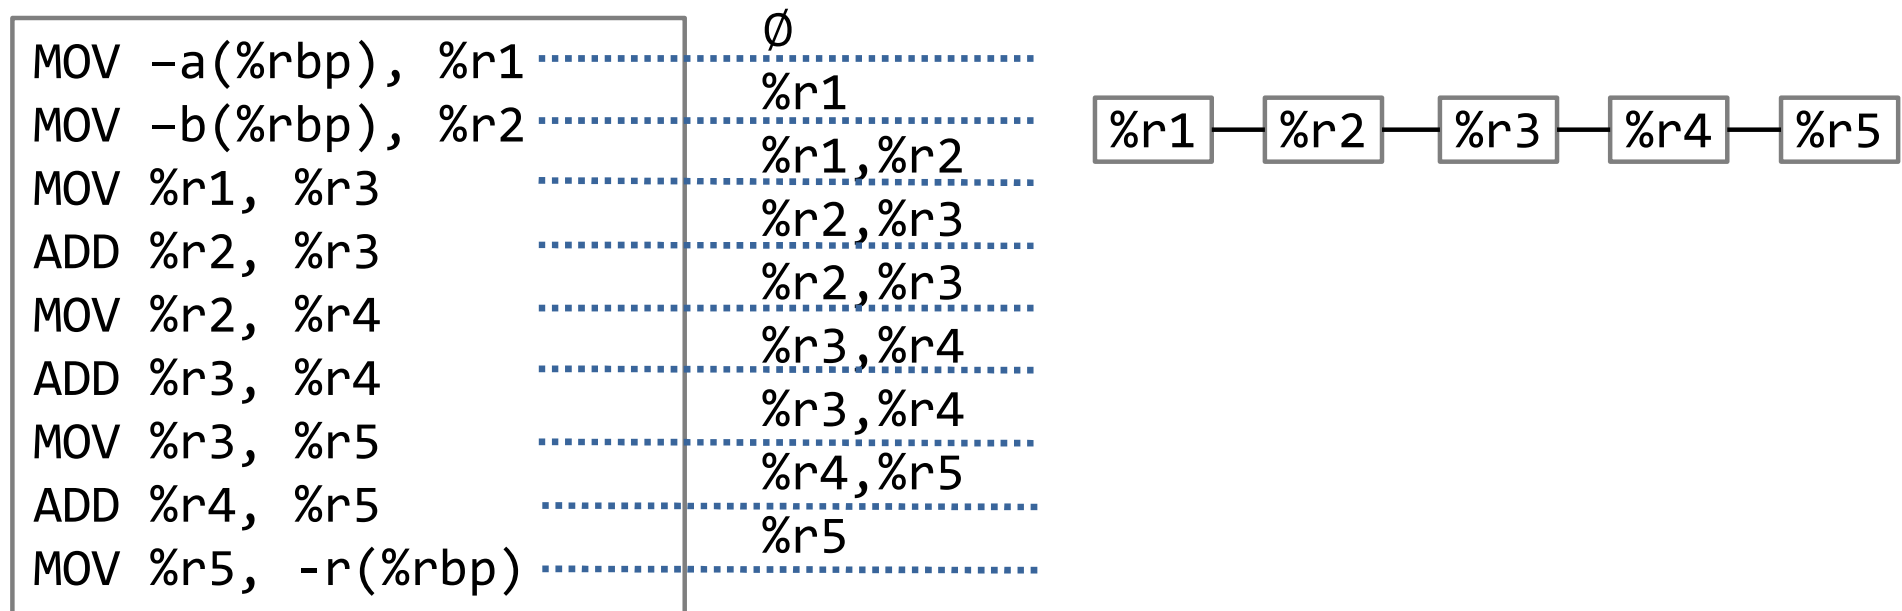 MOV –a(%rbp), %r1
MOV –b(%rbp), %r2
MOV %r1, %r3
ADD %r2, %r3
MOV %r2, %r4
ADD %r3, %r4
MOV %r3, %r5
ADD %r4, %r5
MOV %r5, -r(%rbp)
Ø
%r1
%r1,%r2
%r2,%r3
%r2,%r3
%r3,%r4
%r3,%r4
%r4,%r5
%r5
%r1 %r2 %r3 %r4 %r5